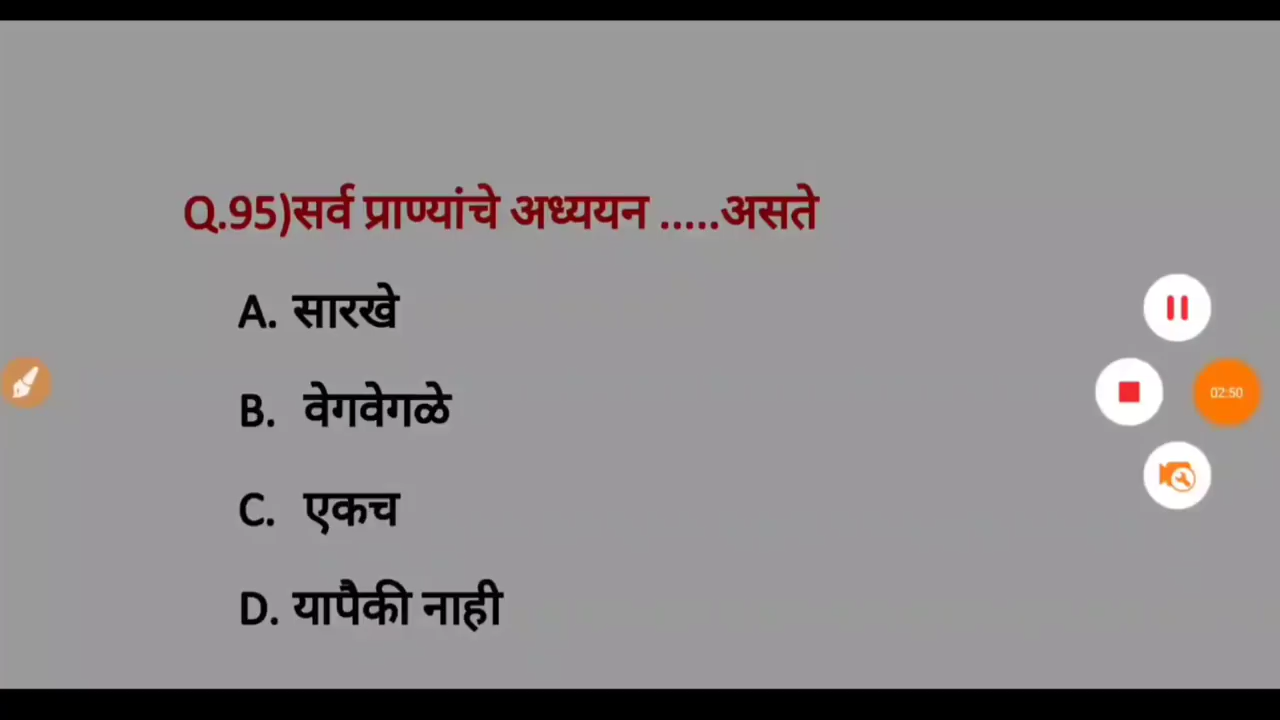 Q.95)सर्व प्राण्यांचे अध्ययन .....असते
A. सारखे
B. वेगवेगळे
C. एकच
D. यापैकी नाही
02:50